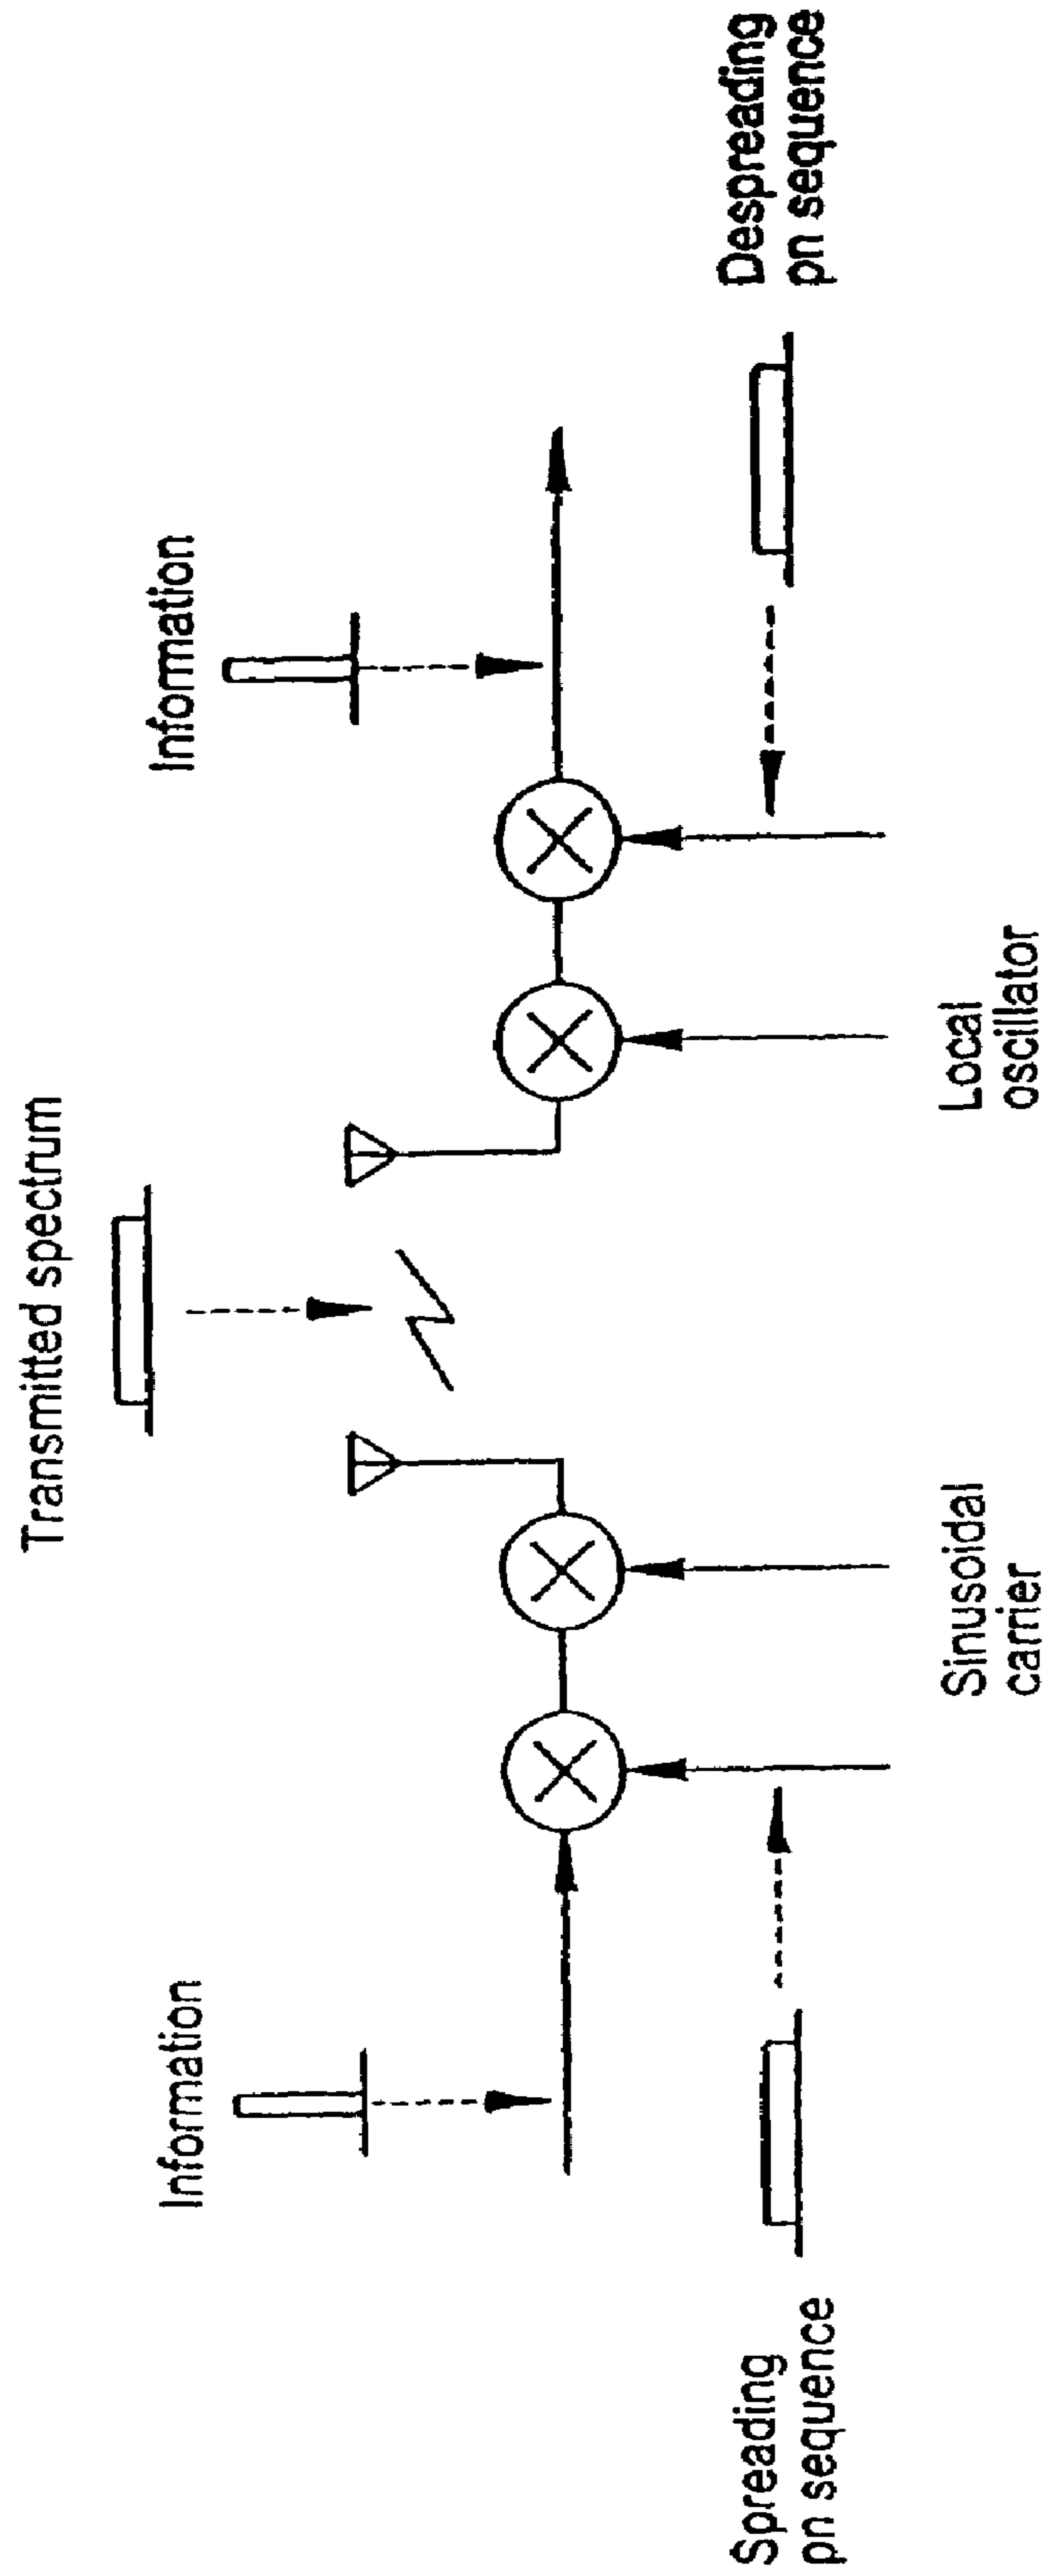 Transmitted spectrum
Information
Information
Spreading
pn sequence
Despreading
pn sequence
Sinusoidal
carrier
Local
oscillator